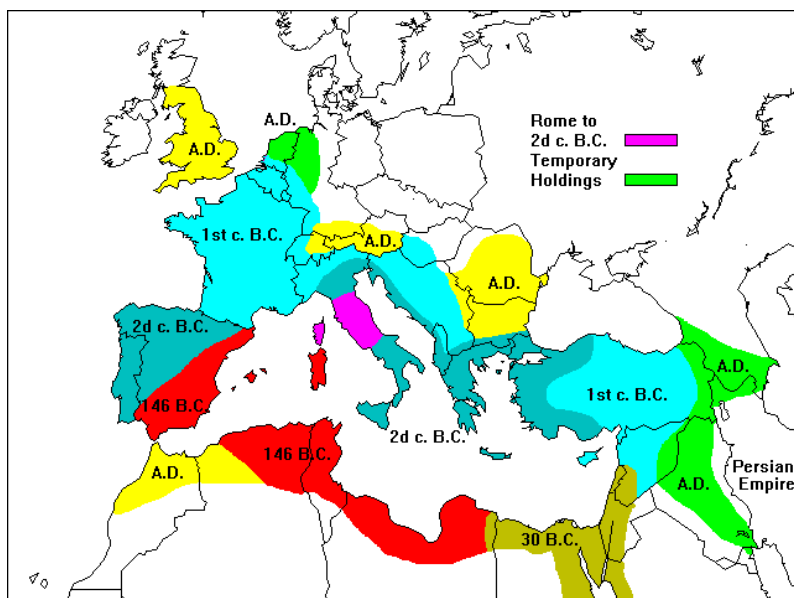 A.D.
A.D.
Rome to
2d c. B.C.
Temporary
Holdings
1st c. B.C.
A.D.
A.D.
2d c. B.C.
146 B.C.
2d c. B.C.
1st c. B.C.
A.D.
146 B.C.
A.D.
A.D.
Persian
Empire
30 B.C.